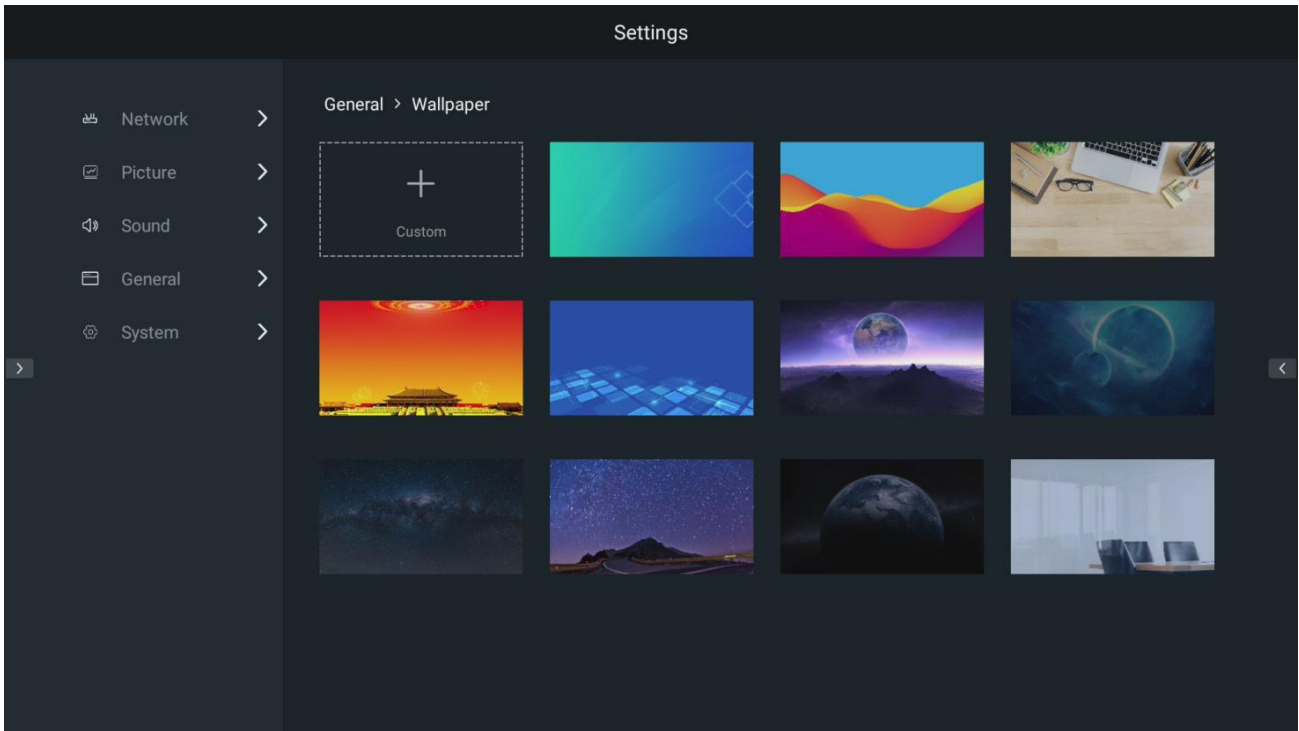 Settings
Network
Picture
Sound
General
System
General > Wallpaper
Custom